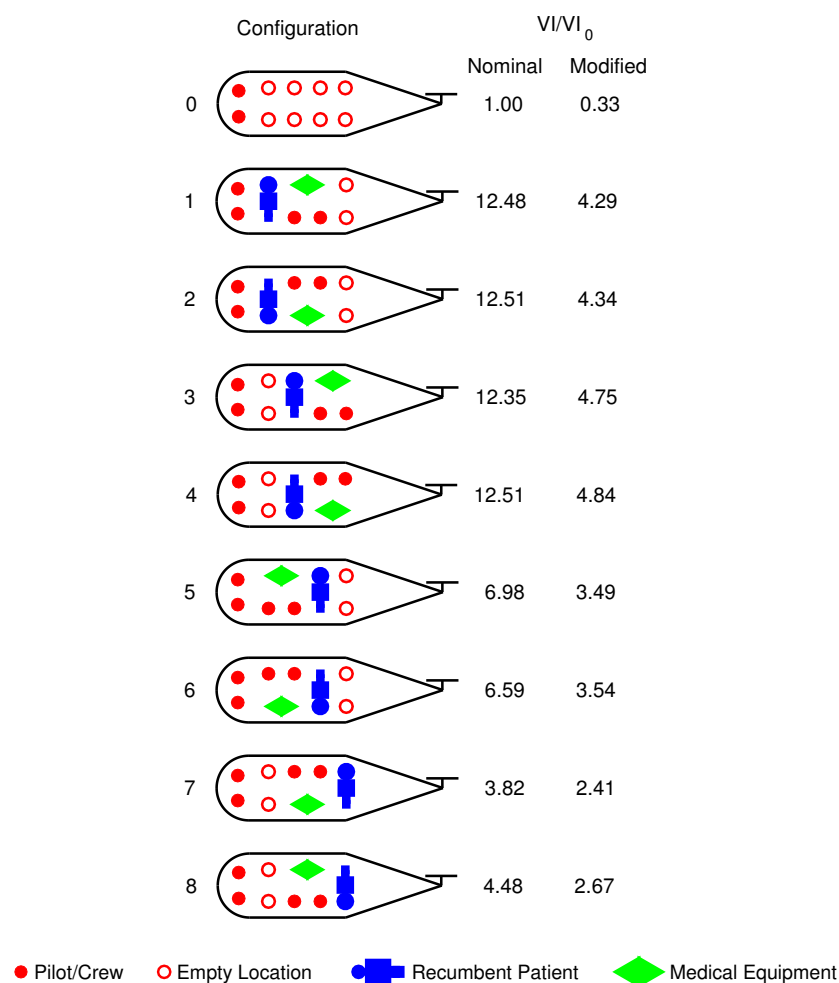 Configuration VI/VI0
Nominal Modified
0 1.00 0.33
1 12.48 4.29
2 12.51 4.34
3 12.35 4.75
4 12.51 4.84
5 6.98 3.49
6 6.59 3.54
7 3.82 2.41
8 4.48 2.67
Pilot/Crew Empty Location Recumbent Patient Medical Equipment